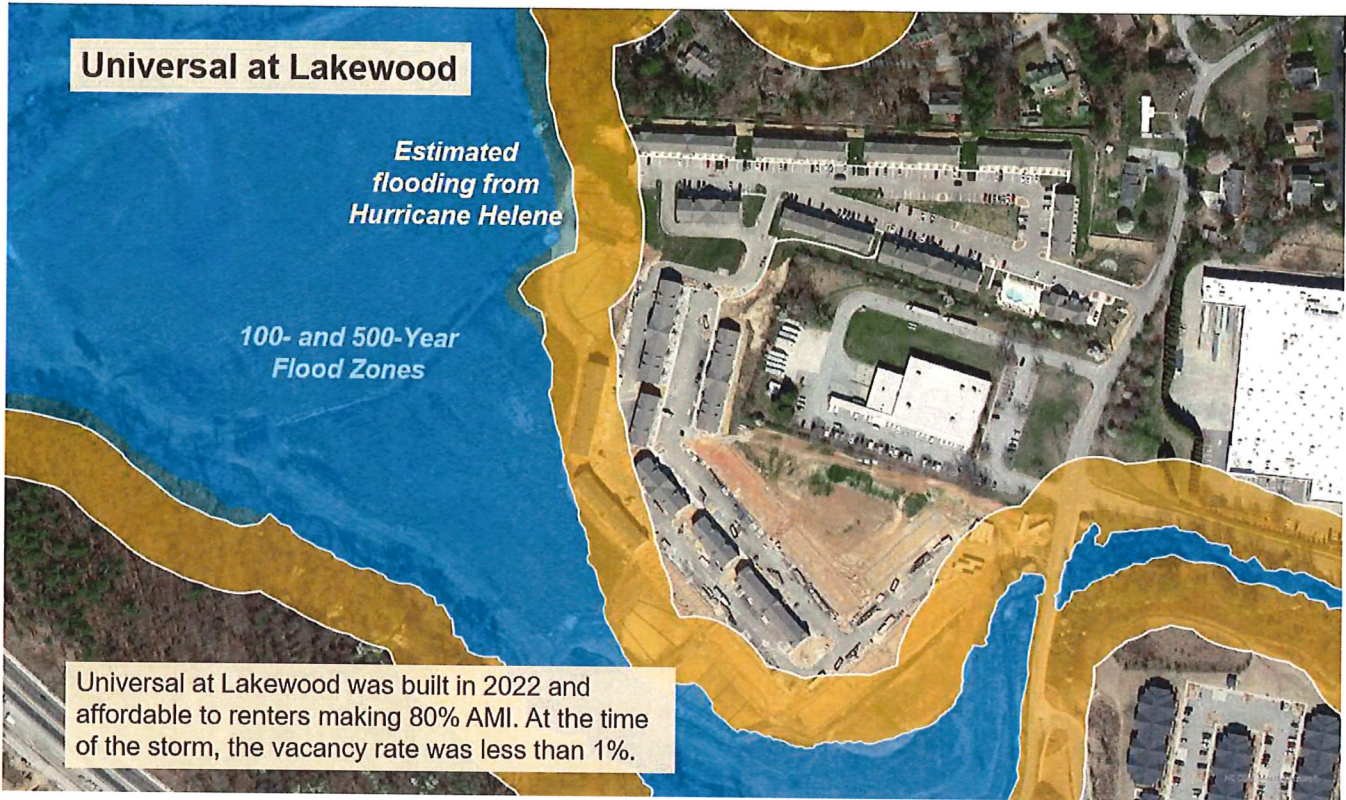 Universal at Lakewood
Estimated
flooding from
Hurricane Helene
100- and 500-Year
Flood Zones
Universal at Lakewood was built in 2022 and
affordable to renters making 80% AMI. At the time
of the storm, the vacancy rate was less than 1%.